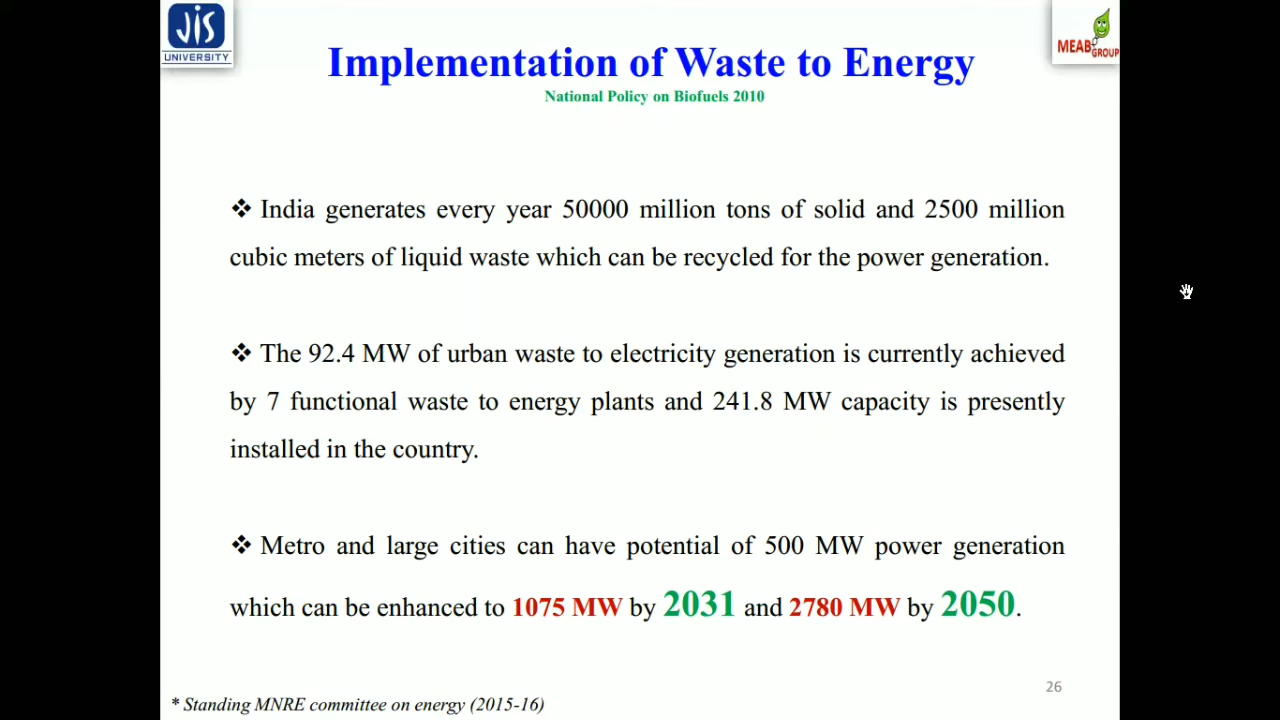 JIS
UNIVERSITY
MEAB
GROUP
Implementation of Waste to Energy
National Policy on Biofuels 2010
❖ India generates every year 50000 million tons of solid and 2500 million
cubic meters of liquid waste which can be recycled for the power generation.
❖ The 92.4 MW of urban waste to electricity generation is currently achieved
by 7 functional waste to energy plants and 241.8 MW capacity is presently
installed in the country.
❖ Metro and large cities can have potential of 500 MW power generation
which can be enhanced to 1075 MW by 2031 and 2780 MW by 2050.
26
* Standing MNRE committee on energy (2015-16)